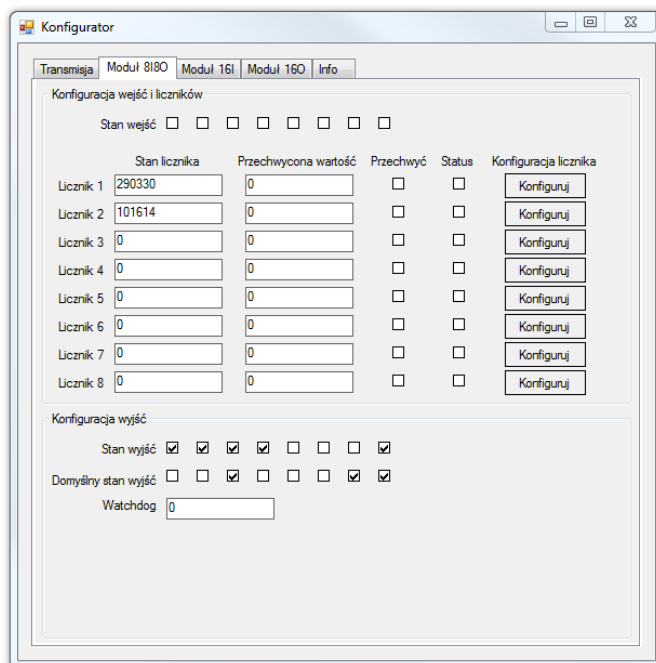 Konfigurator
Transmisja Moduł 8I8O Moduł 16I Moduł 16O Info
Konfiguracja wejść i liczników
Stan wejść
Stan licznika Przechwycona wartość Przechwyć Status Konfiguracja licznika
Licznik 1 290330 0 Konfiguruj
Licznik 2 101614 0 Konfiguruj
Licznik 3 0 0 Konfiguruj
Licznik 4 0 0 Konfiguruj
Licznik 5 0 0 Konfiguruj
Licznik 6 0 0 Konfiguruj
Licznik 7 0 0 Konfiguruj
Licznik 8 0 0 Konfiguruj
Konfiguracja wyjść
Stan wyjść
Domyślny stan wyjść
Watchdog 0